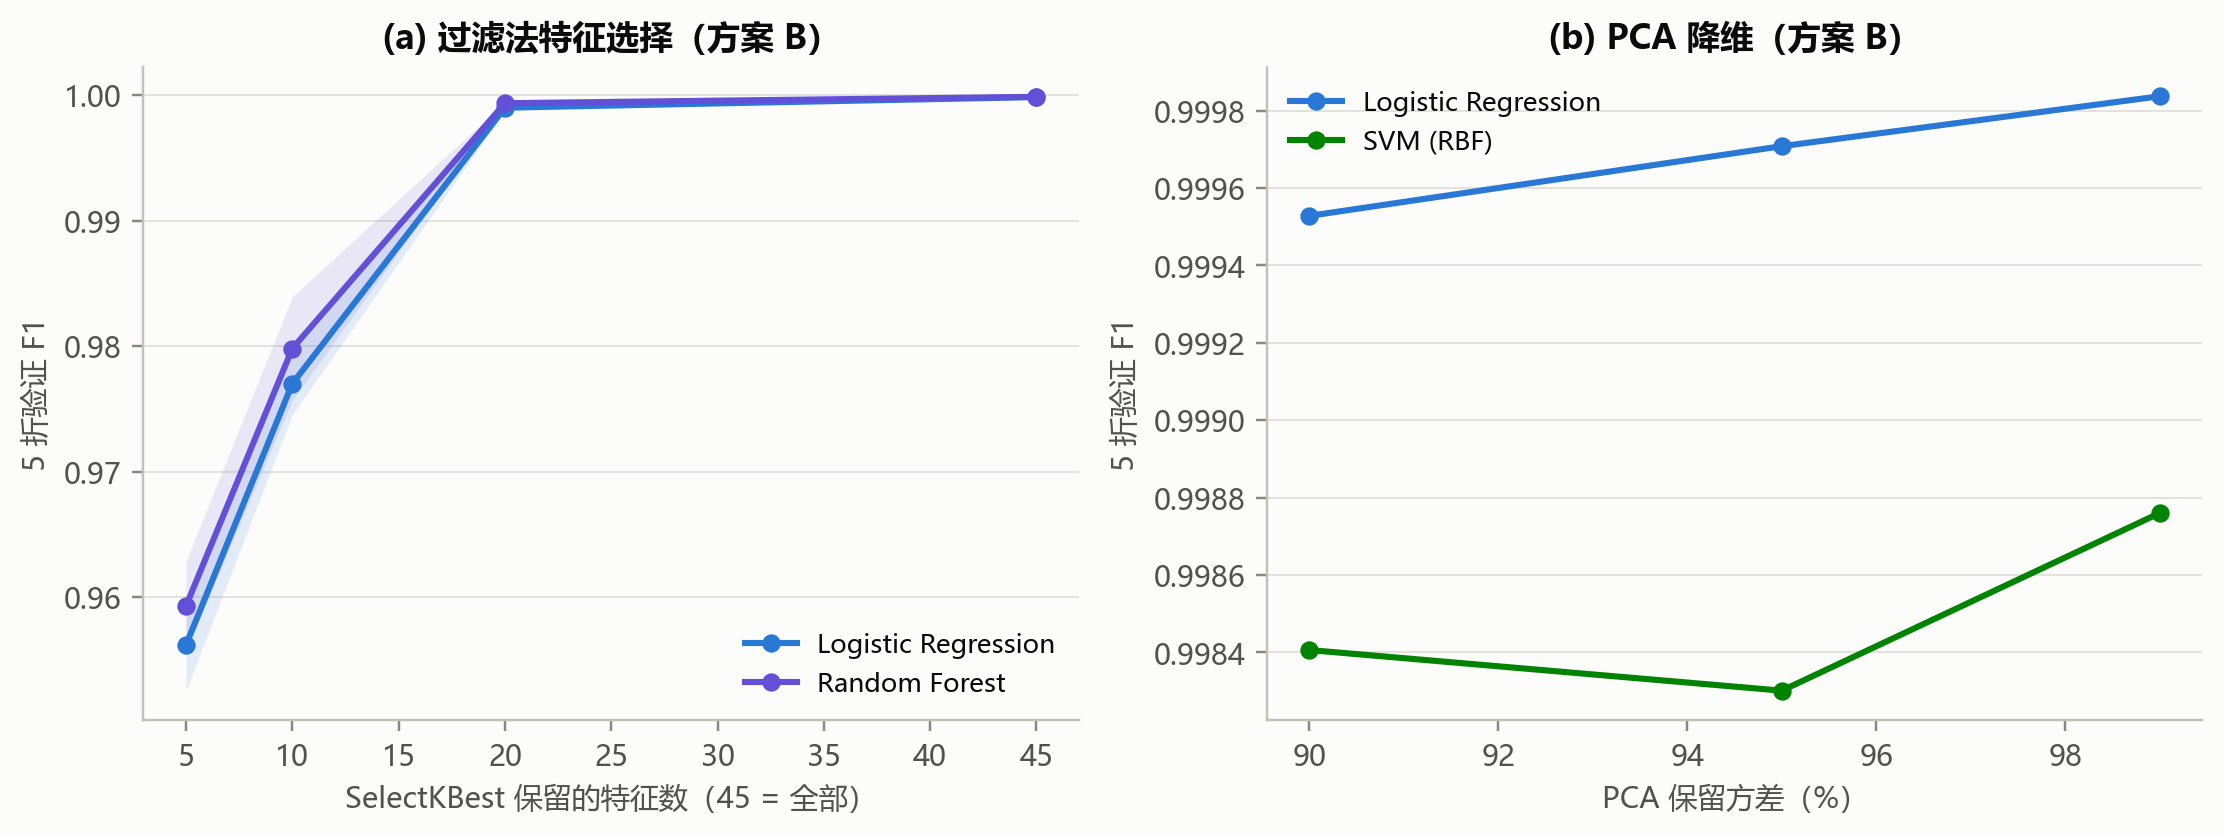 (a) 过滤法特征选择（方案 B）
1.00
0.99
0.98
0.97
0.96
5 折验证 F1
Logistic Regression
Random Forest
5 10 15 20 25 30 35 40 45
SelectKBest 保留的特征数（45 = 全部）
(b) PCA 降维（方案 B）
Logistic Regression
SVM (RBF)
0.9998
0.9996
0.9994
0.9992
0.9990
0.9988
0.9986
0.9984
5 折验证 F1
90 92 94 96 98
PCA 保留方差（%）